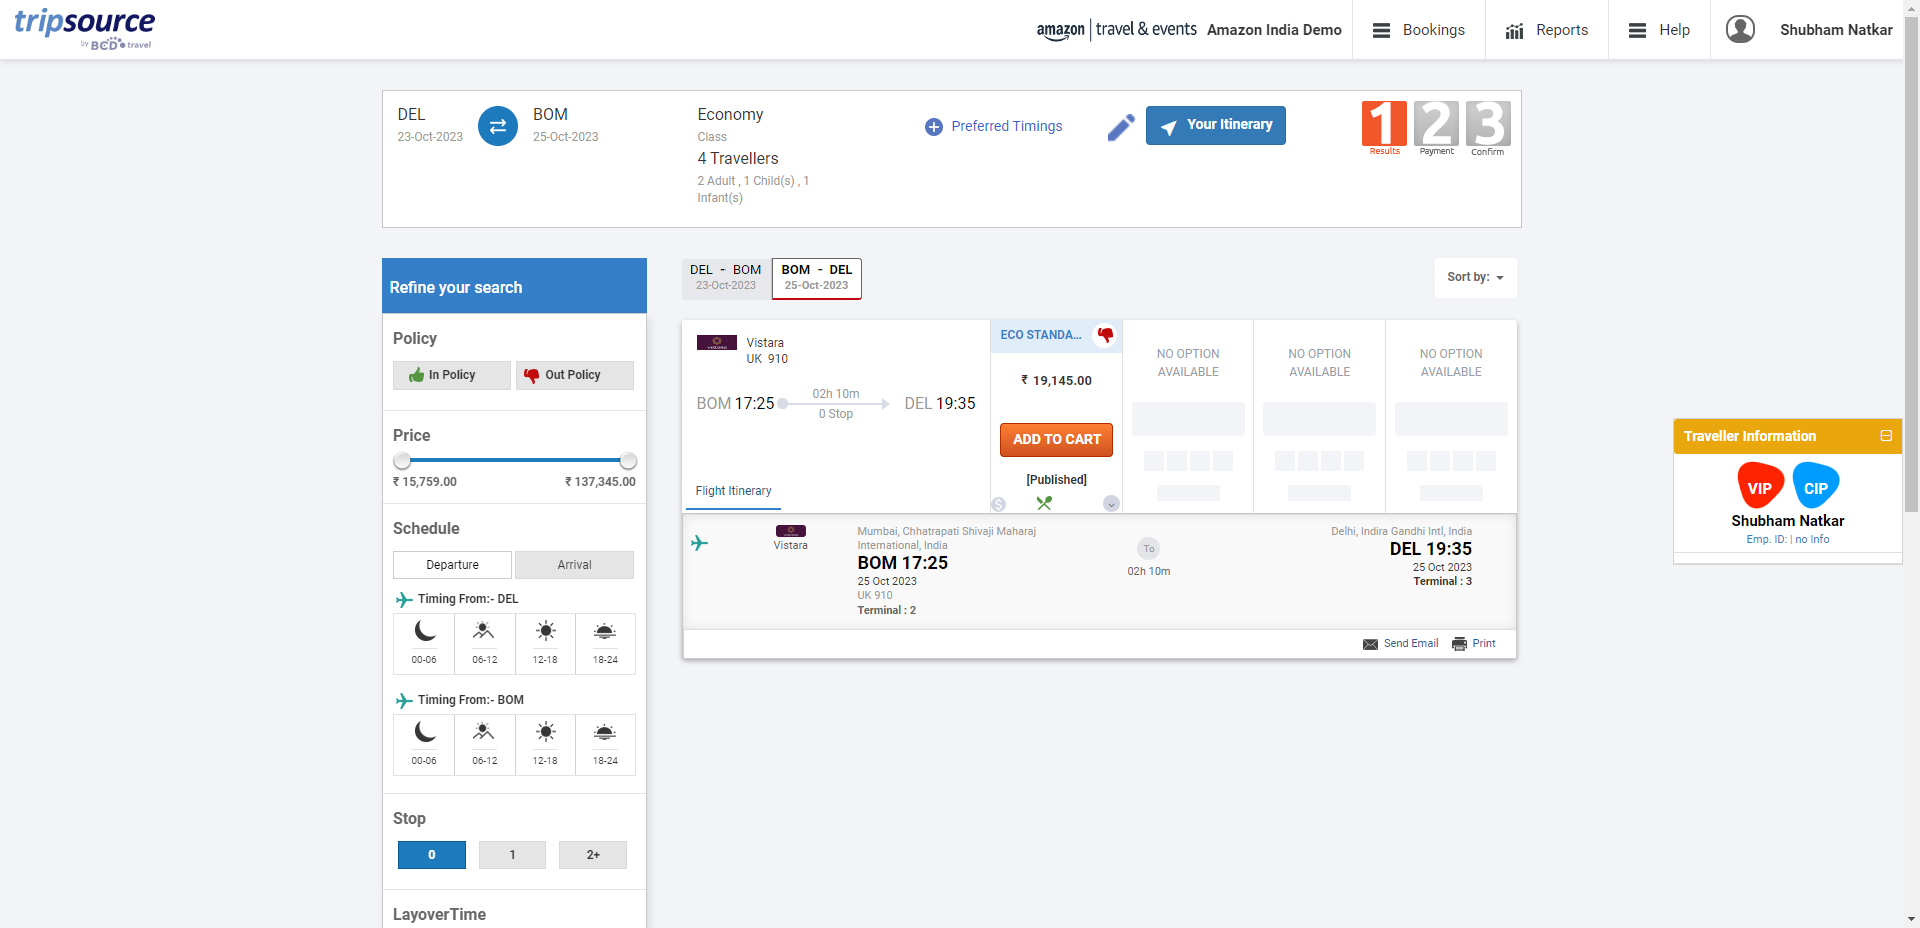 tripsource
by BCD travel
amazon | travel & events
Amazon India Demo
Bookings
Reports
Help
Shubham Natkar
DEL
23-Oct-2023
BOM
25-Oct-2023
Economy
Class
4 Travellers
2 Adult , 1 Child(s) , 1
Infant(s)
Preferred Timings
Your Itinerary
1
Results
2
Payment
3
Confirm
Refine your search
Policy
In Policy
Out Policy
Price
₹ 15,759.00
₹ 137,345.00
Schedule
Departure
Arrival
Timing From:- DEL
00-06
06-12
12-18
18-24
Timing From:- BOM
00-06
06-12
12-18
18-24
Stop
0
1
2+
LayoverTime
DEL - BOM
23-Oct-2023
BOM - DEL
25-Oct-2023
Sort by:
Vistara
UK 910
BOM 17:25
02h 10m
0 Stop
DEL 19:35
Flight Itinerary
ECO STANDA...
₹ 19,145.00
ADD TO CART
[Published]
NO OPTION
AVAILABLE
NO OPTION
AVAILABLE
NO OPTION
AVAILABLE
Vistara
Mumbai, Chhatrapati Shivaji Maharaj
International, India
BOM 17:25
25 Oct 2023
UK 910
Terminal : 2
To
02h 10m
Delhi, Indira Gandhi Intl, India
DEL 19:35
25 Oct 2023
Terminal : 3
Send Email
Print
Traveller Information
VIP
CIP
Shubham Natkar
Emp. ID: | no Info